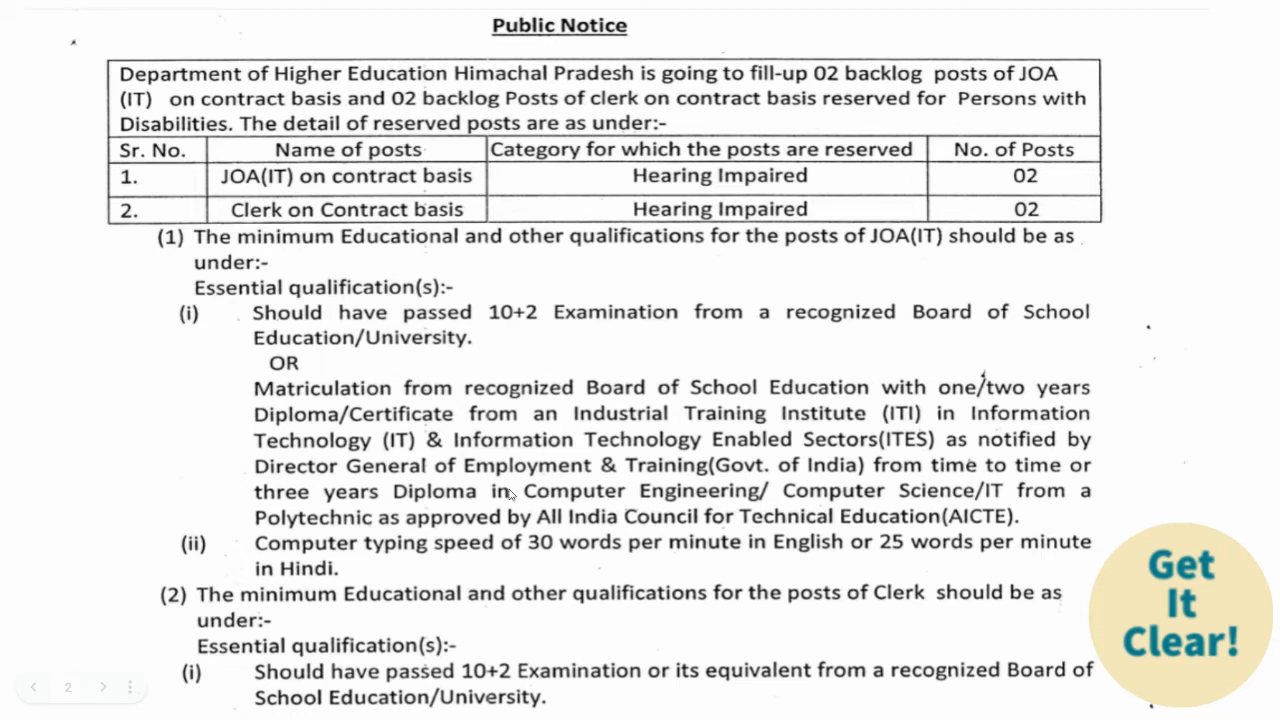 Public Notice
Department of Higher Education Himachal Pradesh is going to fill-up 02 backlog posts of JOA
(IT) on contract basis and 02 backlog Posts of clerk on contract basis reserved for Persons with
Disabilities. The detail of reserved posts are as under:-
Sr. No. Name of posts Category for which the posts are reserved No. of Posts
1. JOA(IT) on contract basis Hearing Impaired 02
2. Clerk on Contract basis Hearing Impaired 02
(1) The minimum Educational and other qualifications for the posts of JOA(IT) should be as
under:-
Essential qualification(s):-
(i) Should have passed 10+2 Examination from a recognized Board of School
Education/University.
OR
Matriculation from recognized Board of School Education with one/two years
Diploma/Certificate from an Industrial Training Institute (ITI) in Information
Technology (IT) & Information Technology Enabled Sectors(ITES) as notified by
Director General of Employment & Training(Govt. of India) from time to time or
three years Diploma in Computer Engineering/ Computer Science/IT from a
Polytechnic as approved by All India Council for Technical Education(AICTE).
(ii) Computer typing speed of 30 words per minute in English or 25 words per minute
in Hindi.
(2) The minimum Educational and other qualifications for the posts of Clerk should be as
under:-
Essential qualification(s):-
(i) Should have passed 10+2 Examination or its equivalent from a recognized Board of
School Education/University.
Get
It
Clear!
2